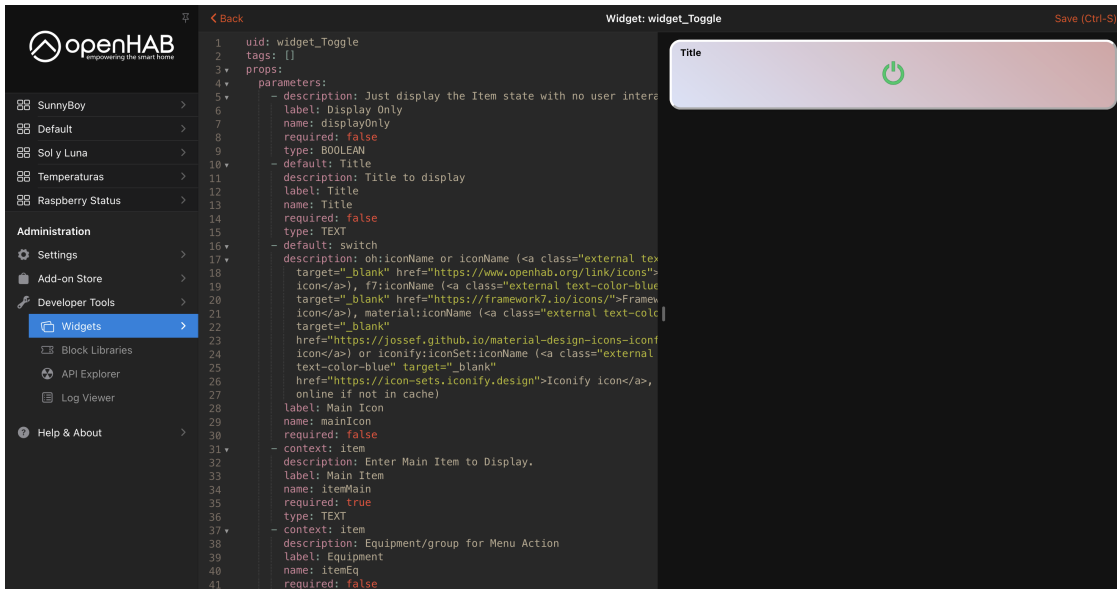 openHAB
empowering the smart home
SunnyBoy
Default
Sol y Luna
Temperaturas
Raspberry Status
Administration
Settings
Add-on Store
Developer Tools
Widgets
Block Libraries
API Explorer
Log Viewer
Help & About
Back
Widget: widget_Toggle
Save (Ctrl-S)
1 uid: widget_Toggle
2 tags: []
3 props:
4 parameters:
5 - description: Just display the Item state with no user intera
6 label: Display Only
7 name: displayOnly
8 required: false
9 type: BOOLEAN
10 - default: Title
11 description: Title to display
12 label: Title
13 name: Title
14 required: false
15 type: TEXT
16 - default: switch
17 description: oh:iconName or iconName (<a class="external tex
18 target="_blank" href="https://www.openhab.org/link/icons">
19 icon</a>), f7:iconName (<a class="external text-color-blue
20 target="_blank" href="https://framework7.io/icons/">Framew
21 icon</a>), material:iconName (<a class="external text-colo
22 target="_blank"
23 href="https://jossef.github.io/material-design-icons-iconf
24 icon</a>) or iconify:iconSet:iconName (<a class="external
25 text-color-blue" target="_blank"
26 href="https://icon-sets.iconify.design">Iconify icon</a>,
27 online if not in cache)
28 label: Main Icon
29 name: mainIcon
30 required: false
31 - context: item
32 description: Enter Main Item to Display.
33 label: Main Item
34 name: itemMain
35 required: true
36 type: TEXT
37 - context: item
38 description: Equipment/group for Menu Action
39 label: Equipment
40 name: itemEq
41 required: false
Title